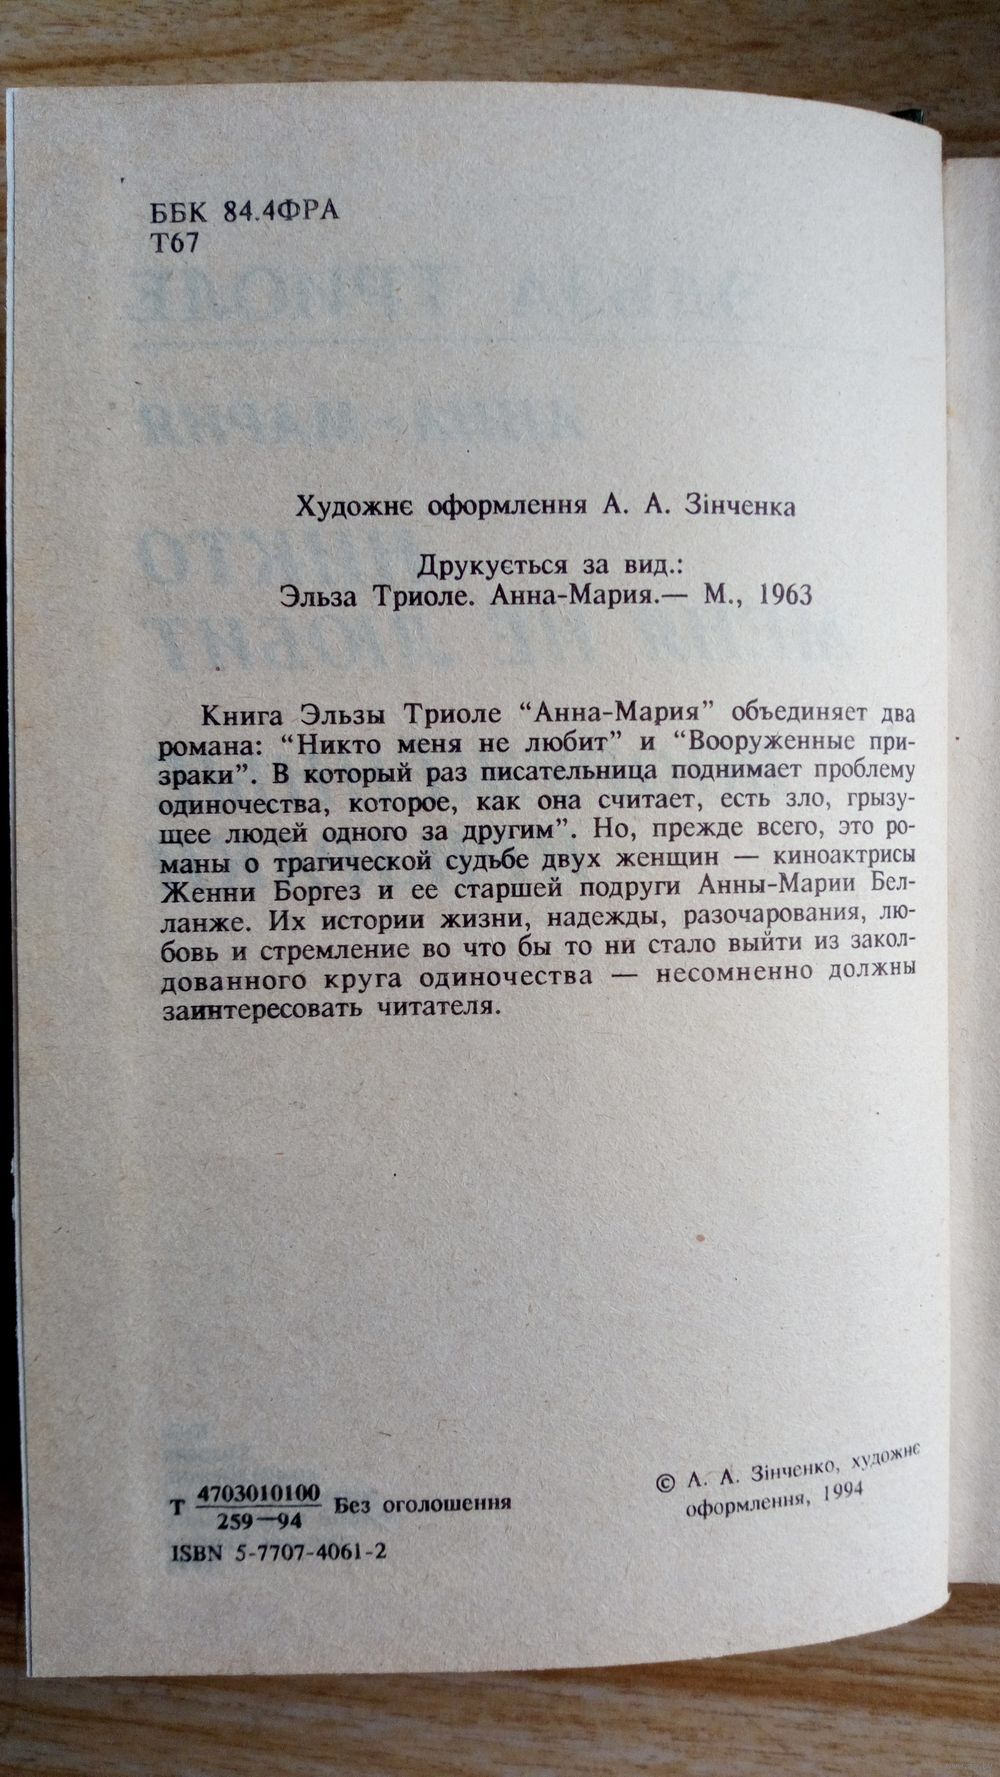 ББК 84.4ФРА
Т67
Художнє оформлення А. А. Зінченка
Друкується за вид.:
Эльза Триоле. Анна-Мария.— М., 1963
Книга Эльзы Триоле “Анна-Мария” объединяет два
романа: “Никто меня не любит” и “Вооруженные при-
зраки”. В который раз писательница поднимает проблему
одиночества, которое, как она считает, есть зло, грызу-
щее людей одного за другим”. Но, прежде всего, это ро-
маны о трагической судьбе двух женщин — киноактрисы
Женни Боргез и ее старшей подруги Анны-Марии Бел-
ланже. Их истории жизни, надежды, разочарования, лю-
бовь и стремление во что бы то ни стало выйти из закол-
дованного круга одиночества — несомненно должны
заинтересовать читателя.
Т 4703010100
259—94 Без оголошення
ISBN 5-7707-4061-2
© А. А. Зінченко, художнє
оформлення, 1994